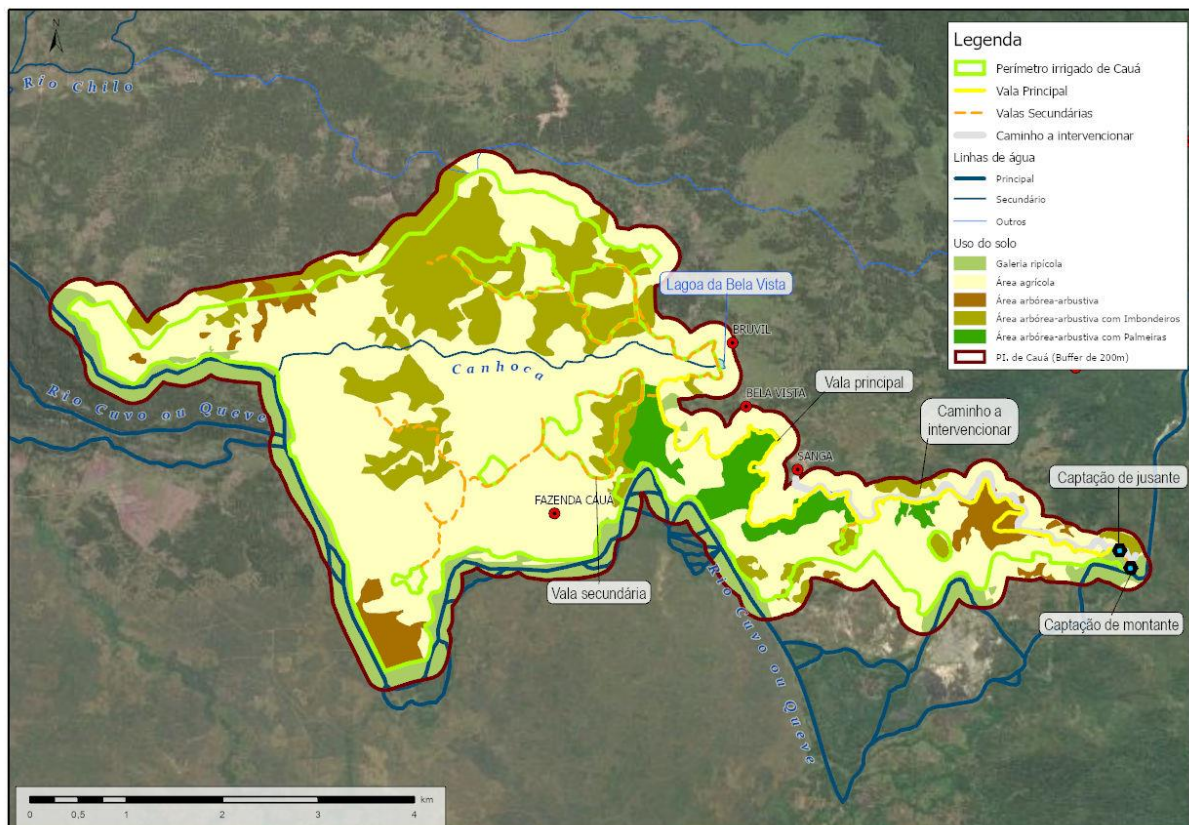 Rio Chilo
Legenda
Perímetro irrigado de Cauá
Vala Principal
Valas Secundárias
Caminho a intervencionar
Linhas de água
Principal
Secundário
Outros
Uso do solo
Galeria ripícola
Área agrícola
Área arbórea-arbustiva
Área arbórea-arbustiva com Imbondeiros
Área arbórea-arbustiva com Palmeiras
PI. de Cauá (Buffer de 200m)
Lagoa da Bela Vista
BRUVIL
Canhoca
Rio Cuvo ou Queve
BELA VISTA
Vala principal
Caminho a
intervencionar
SANGA
Captação de jusante
FAZENDA CAUÁ
Vala secundária
Captação de montante
Rio Cuvo ou Queve
km
0 0,5 1 2 3 4